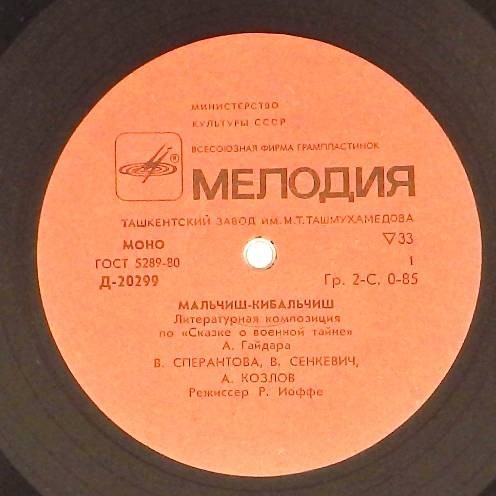 МИНИСТЕРСТВО
КУЛЬТУРЫ СССР
ВСЕСОЮЗНАЯ ФИРМА ГРАМПЛАСТИНОК
® МЕЛОДИЯ
ТАШКЕНТСКИЙ ЗАВОД ИМ. М.Т. ТАШМУХАМЕДОВА
МОНО ▽33
ГОСТ 5289-80 1
Д-20299 Гр. 2-С. 0-85
МАЛЬЧИШ-КИБАЛЬЧИШ
Литературная композиция
по «Сказке о военной тайне»
А. Гайдара
В. СПЕРАНТОВА, В. СЕНКЕВИЧ,
А. КОЗЛОВ
Режиссер Р. Иоффе